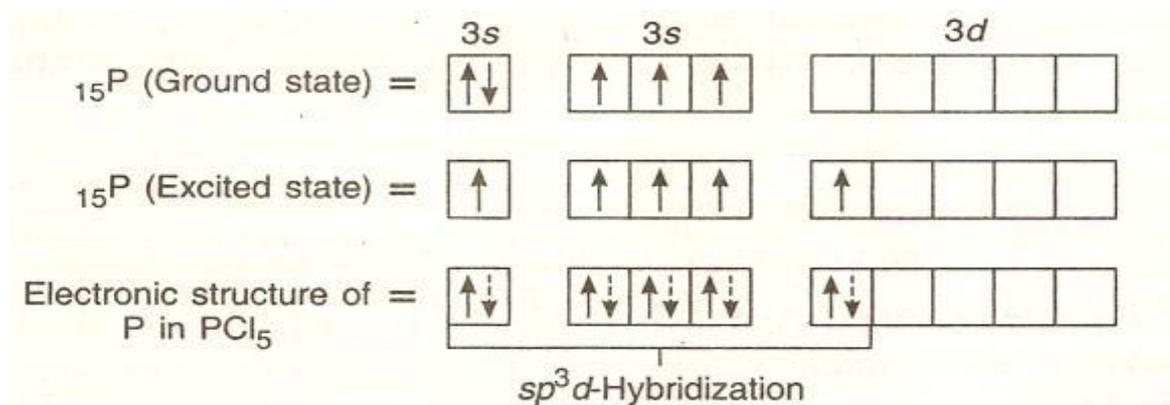 3s 3s 3d
₁₅P (Ground state) =
₁₅P (Excited state) =
Electronic structure of =
P in PCl₅
sp³d-Hybridization